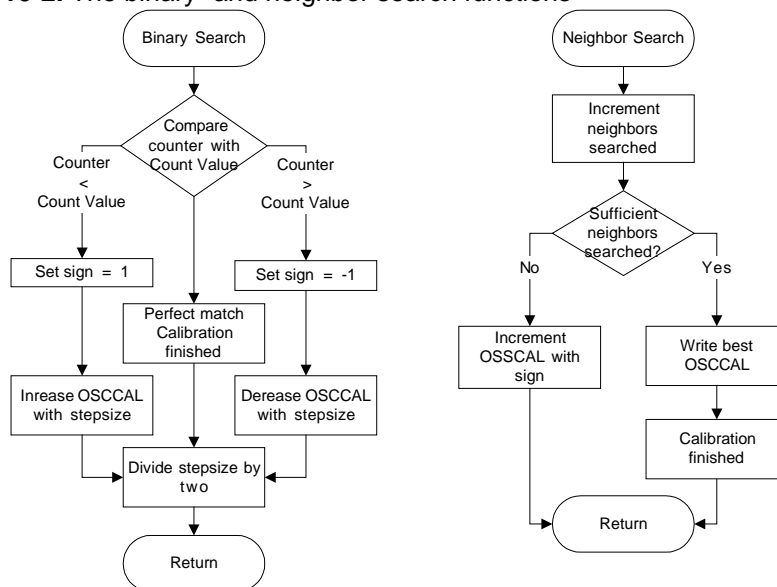 The binary- and neighbor search functions
Binary Search
Compare
counter with
Count Value
Counter
<
Count Value
Counter
>
Count Value
Set sign = 1
Set sign = -1
Perfect match
Calibration
finished
Inrease OSCCAL
with stepsize
Derease OSCCAL
with stepsize
Divide stepsize by
two
Return
Neighbor Search
Increment
neighbors
searched
Sufficient
neighbors
searched?
No
Yes
Increment
OSSCAL with
sign
Write best
OSCCAL
Calibration
finished
Return